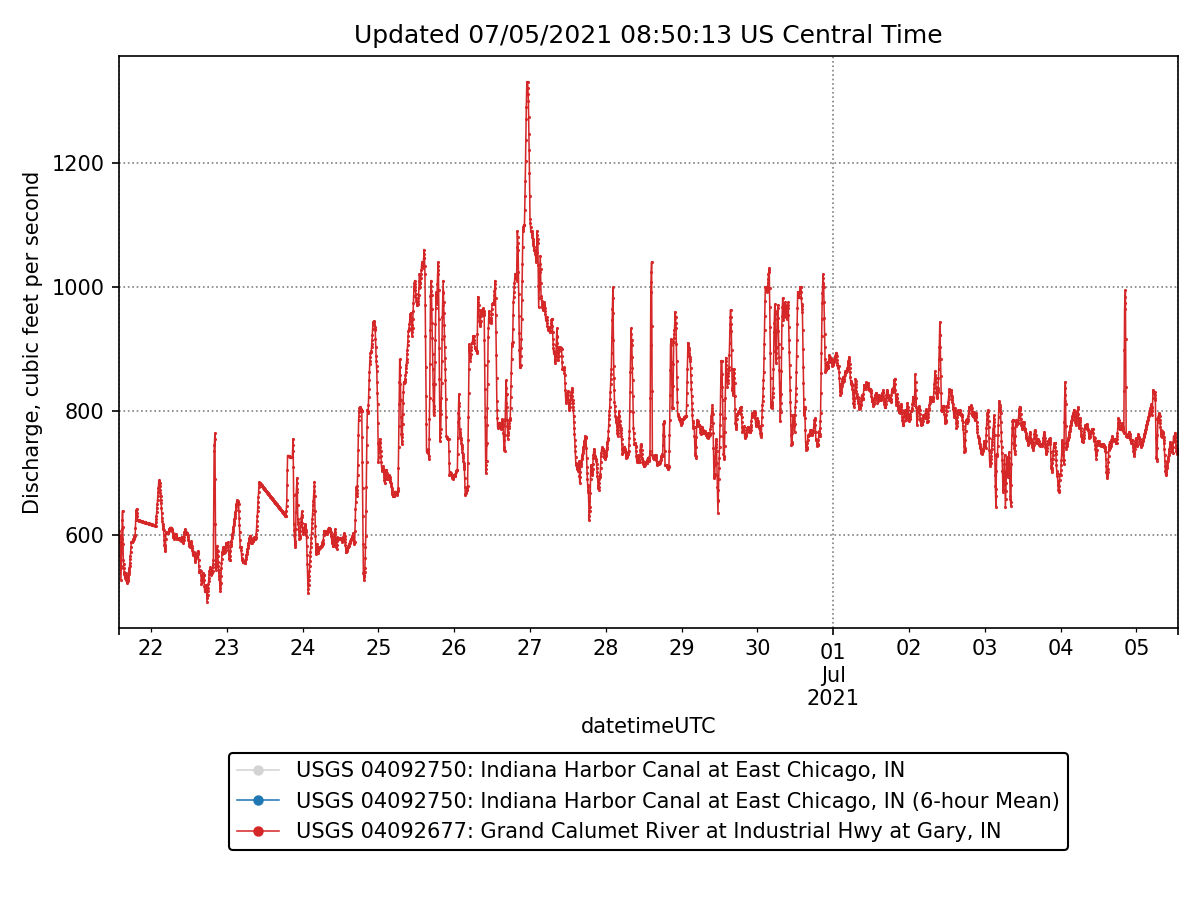 Updated 07/05/2021 08:50:13 US Central Time
Discharge, cubic feet per second
1200
1000
800
600
22 23 24 25 26 27 28 29 30 01 02 03 04 05
Jul
2021
datetimeUTC
USGS 04092750: Indiana Harbor Canal at East Chicago, IN
USGS 04092750: Indiana Harbor Canal at East Chicago, IN (6-hour Mean)
USGS 04092677: Grand Calumet River at Industrial Hwy at Gary, IN